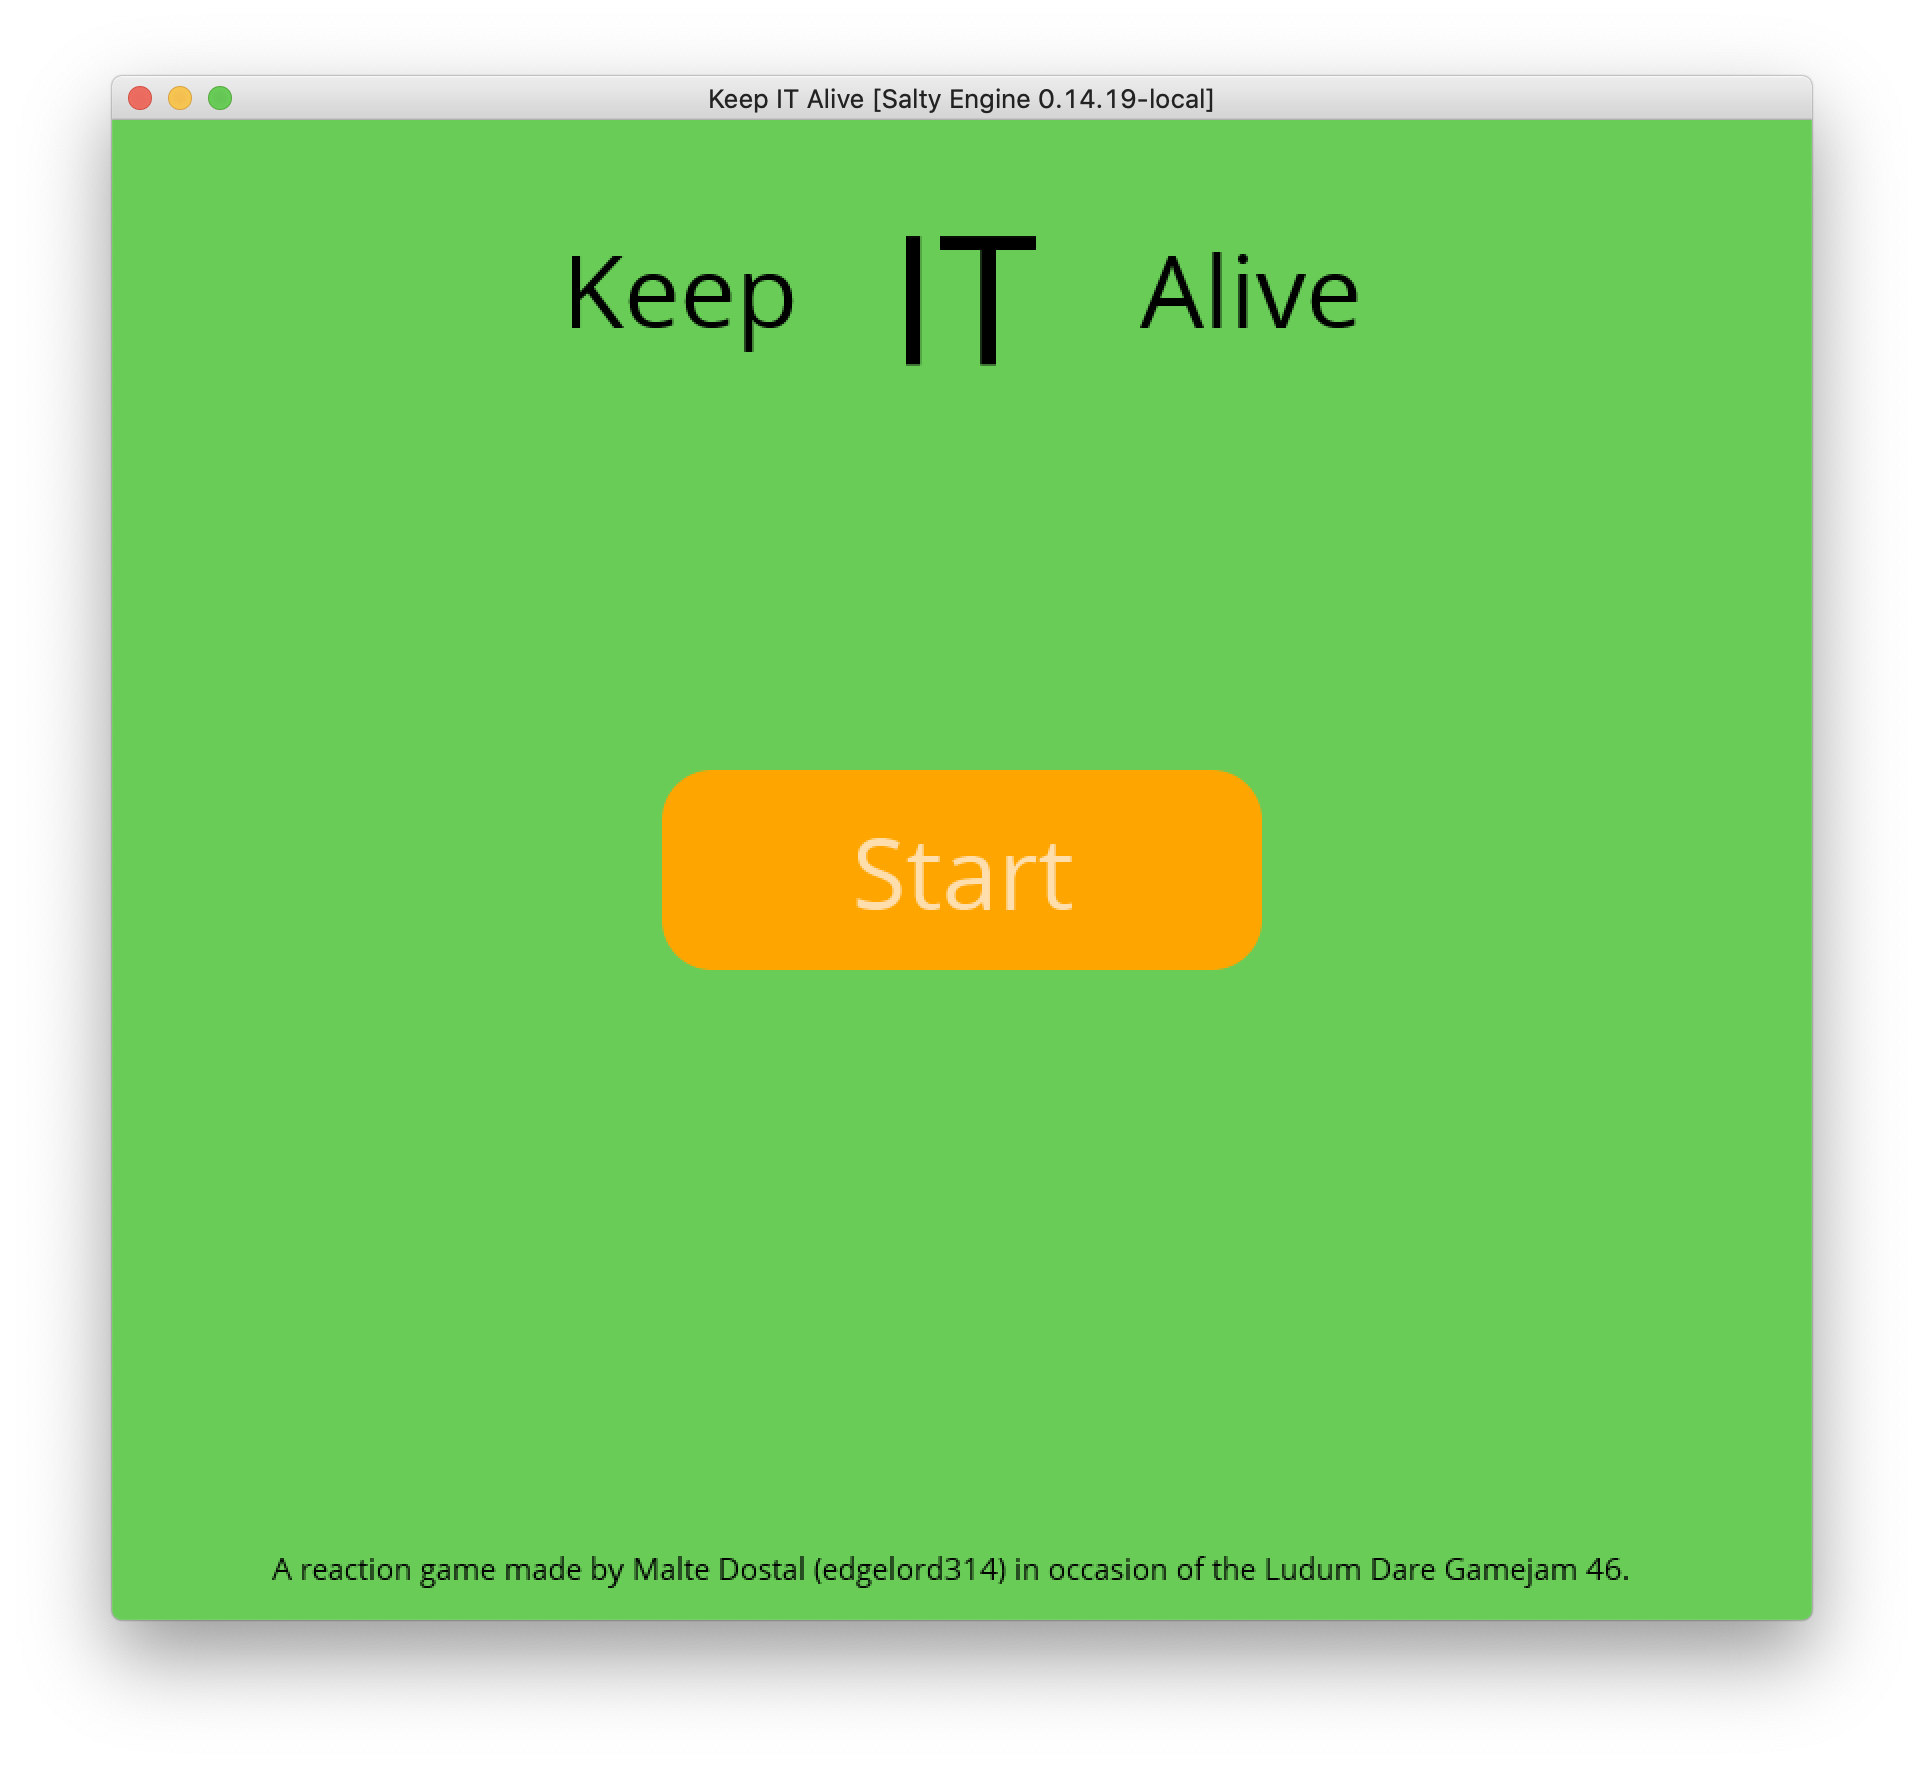 Keep IT Alive [Salty Engine 0.14.19-local]
Keep IT Alive
Start
A reaction game made by Malte Dostal (edgelord314) in occasion of the Ludum Dare Gamejam 46.